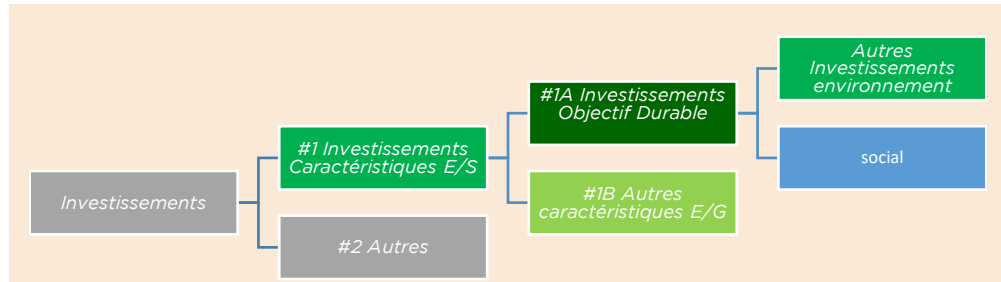 Investissements
#1 Investissements
Caractéristiques E/S
#2 Autres
#1A Investissements
Objectif Durable
#1B Autres
caractéristiques E/G
Autres
Investissements
environnement
social